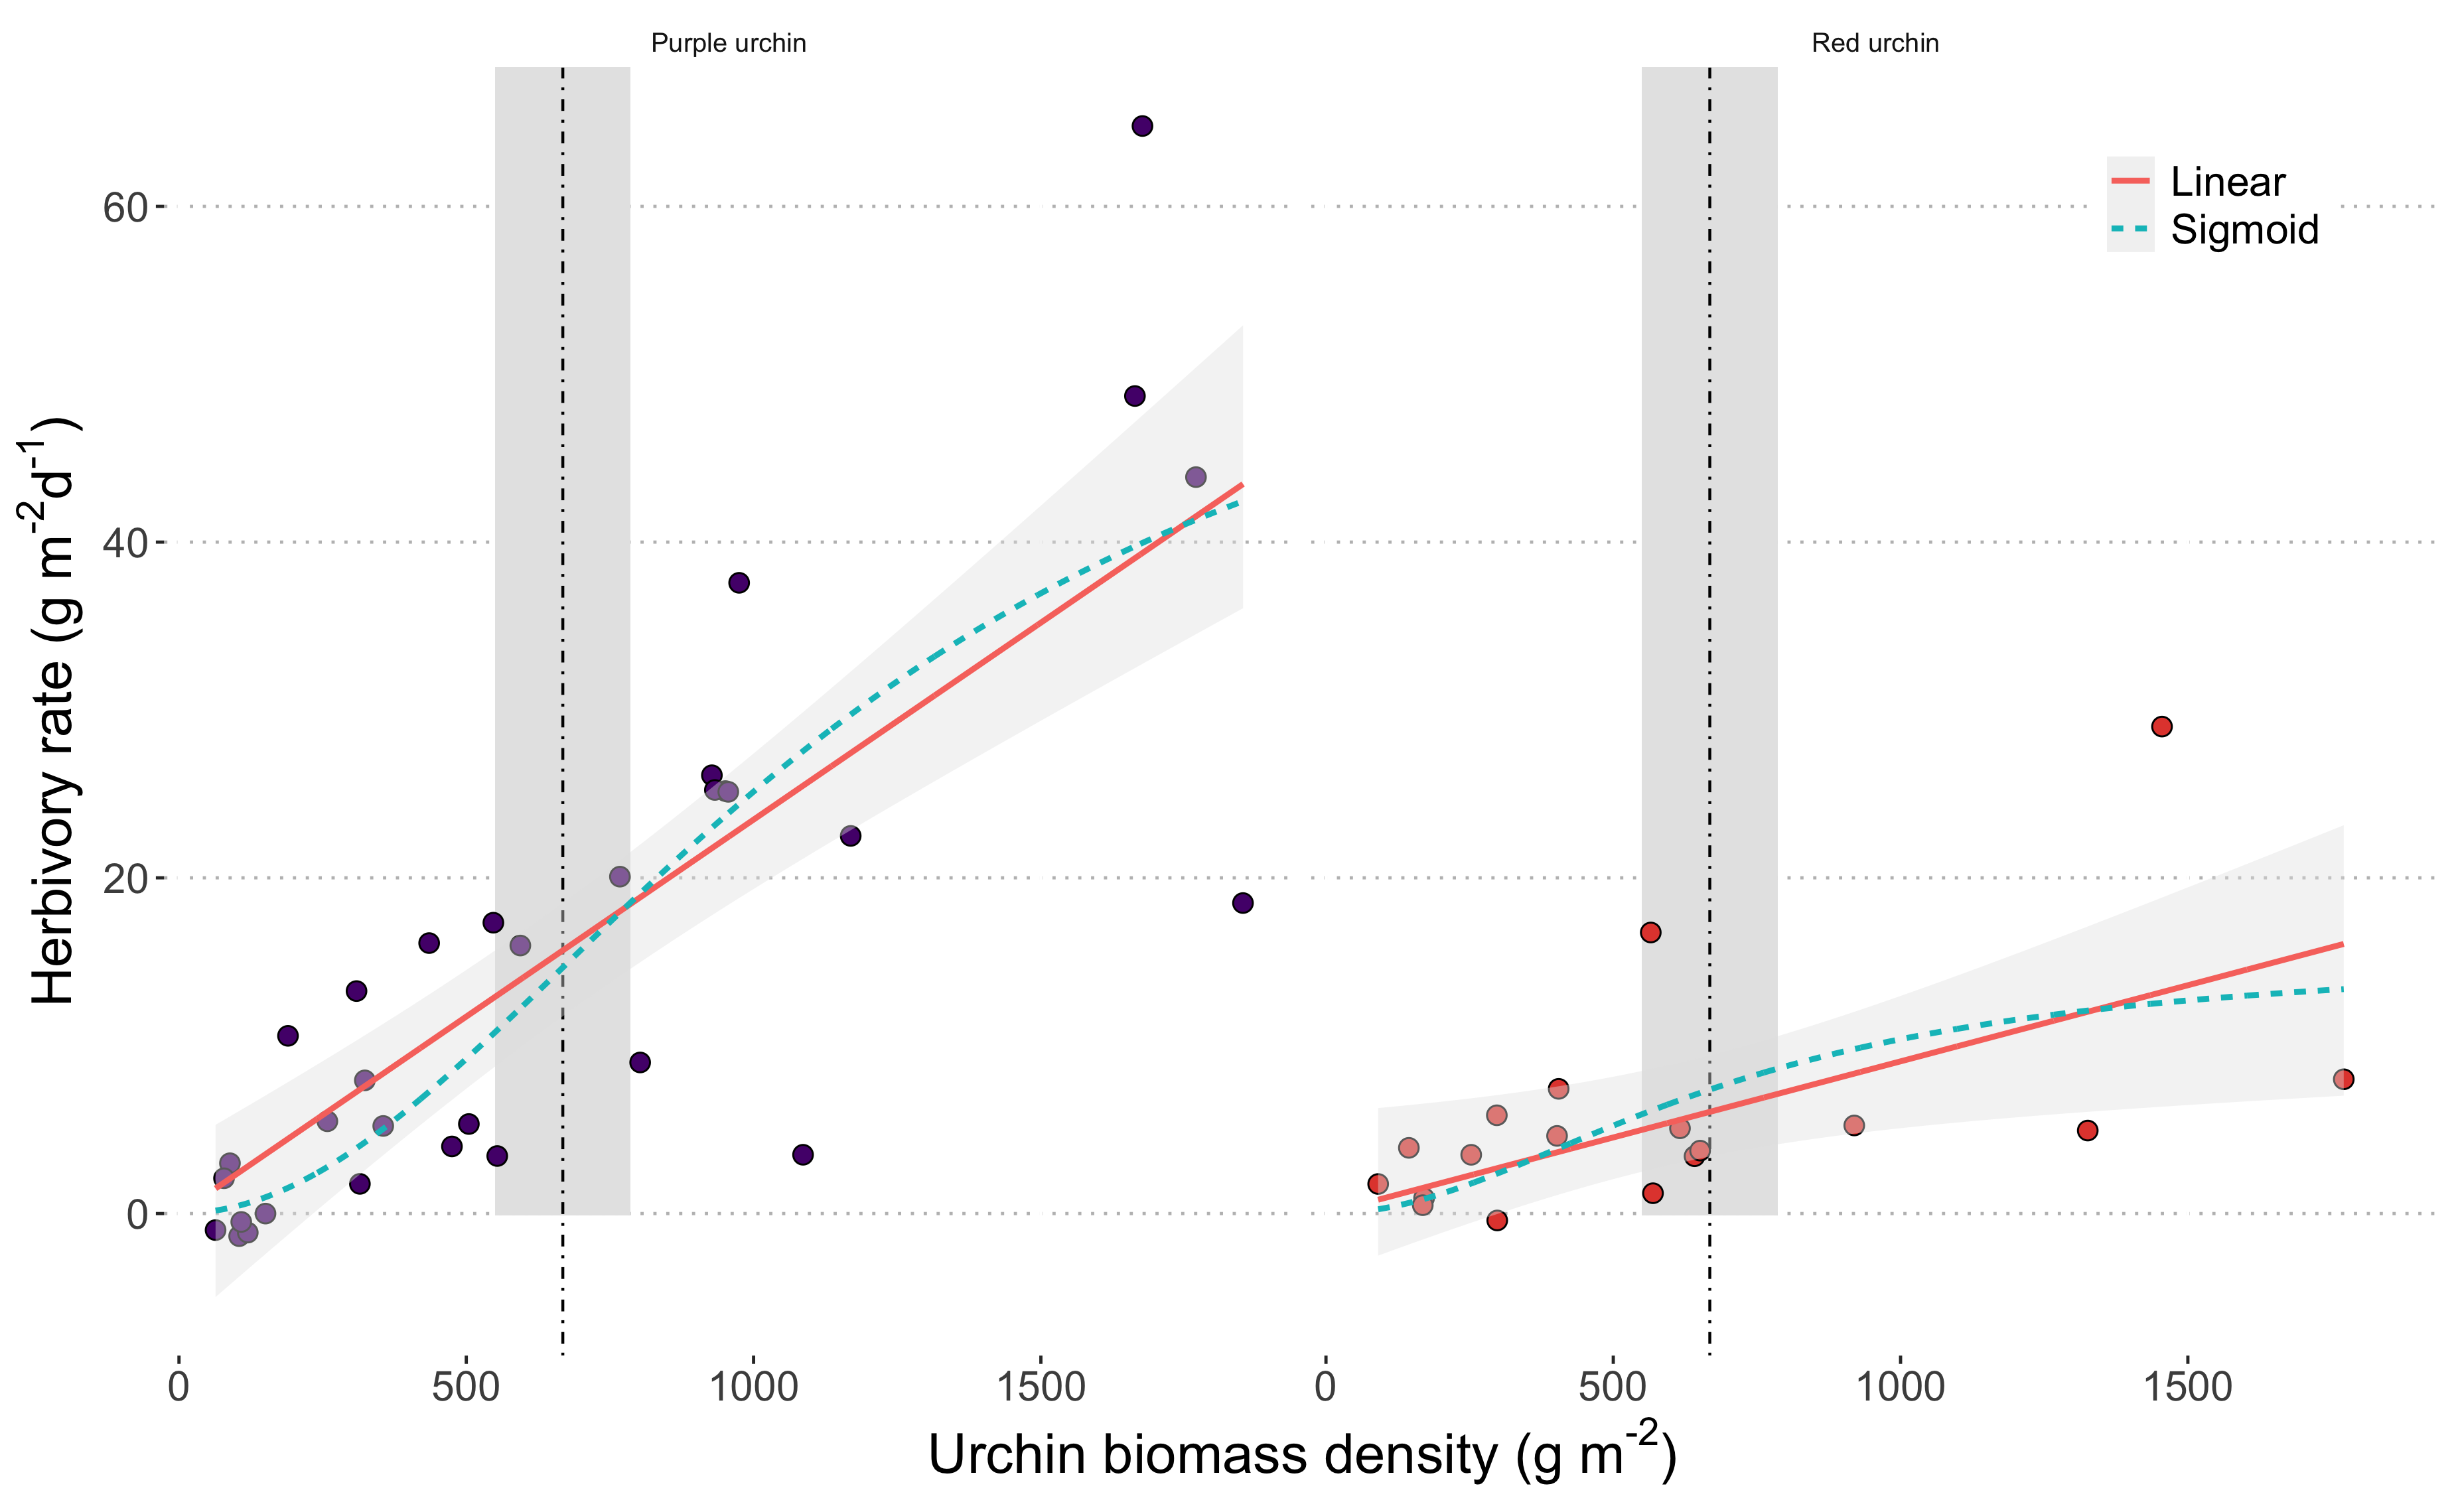 Purple urchin
Red urchin
Linear
Sigmoid
Herbivory rate (g m⁻²d⁻¹)
60
40
20
0
0 500 1000 1500
0 500 1000 1500
Urchin biomass density (g m⁻²)